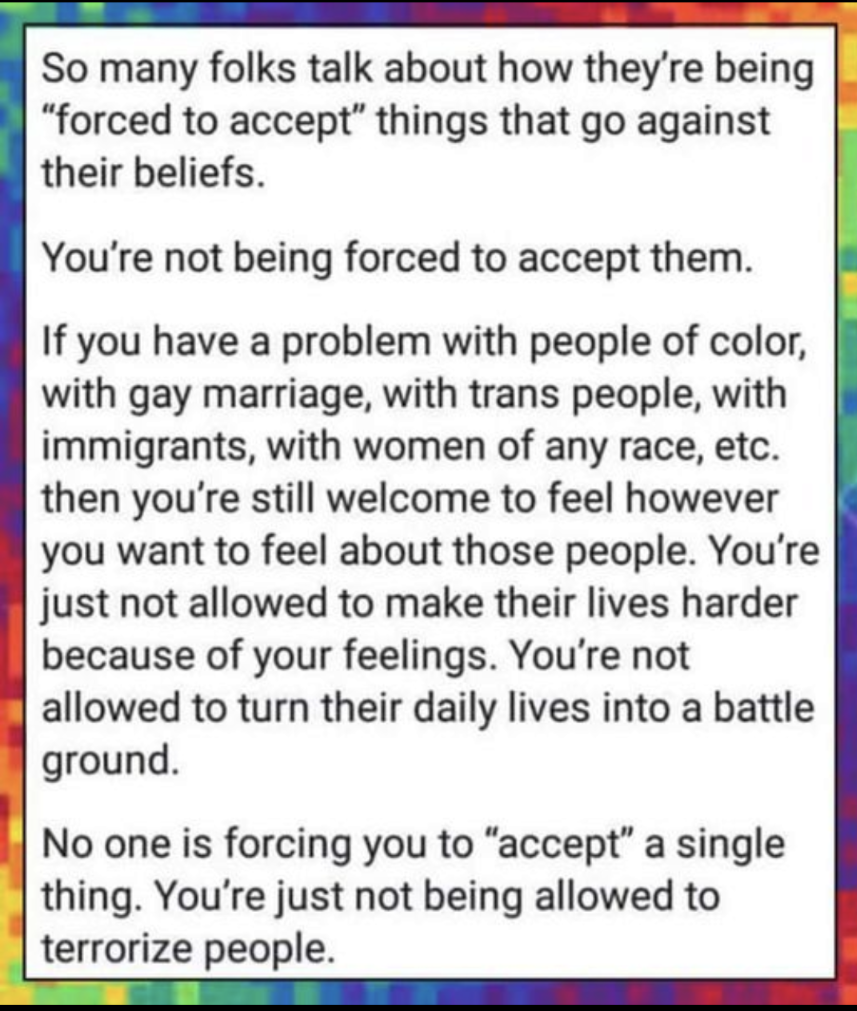 So many folks talk about how they're being
“forced to accept” things that go against
their beliefs.
You're not being forced to accept them.
If you have a problem with people of color,
with gay marriage, with trans people, with
immigrants, with women of any race, etc.
then you're still welcome to feel however
you want to feel about those people. You're
just not allowed to make their lives harder
because of your feelings. You're not
allowed to turn their daily lives into a battle
ground.
No one is forcing you to “accept” a single
thing. You're just not being allowed to
terrorize people.